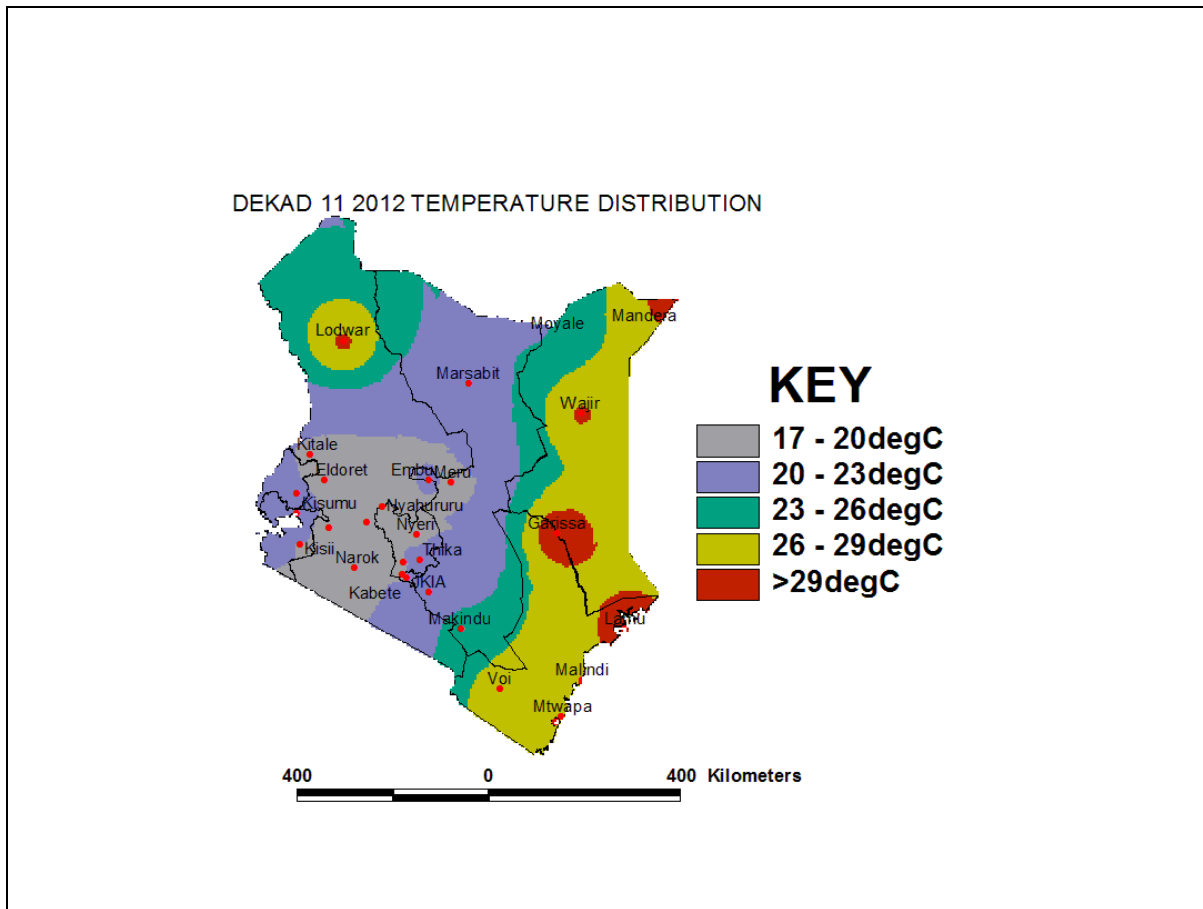 DEKAD 11 2012 TEMPERATURE DISTRIBUTION
Lodwar
Moyale
Mandera
Marsabit
Wajir
KEY
17 - 20degC
20 - 23degC
23 - 26degC
26 - 29degC
>29degC
Kitale
Eldoret
Embu
Meru
Kisumu
Nyahururu
Nyeri
Garissa
Kisii
Narok
Thika
Kabete
JKIA
Makindu
Lamu
Voi
Malindi
Mtwapa
400 0 400 Kilometers